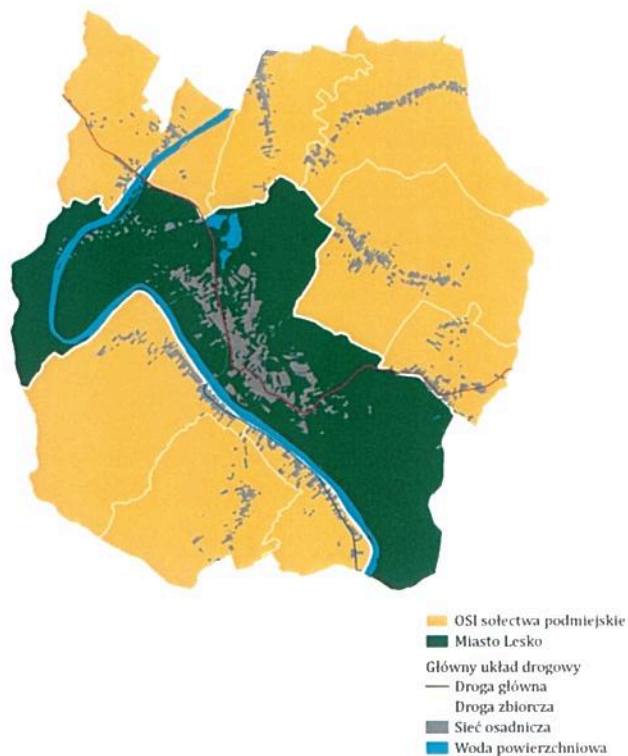 OSI sołectwa podmiejskie
Miasto Lesko
Główny układ drogowy
Droga główna
Droga zbiorcza
Sieć osadnicza
Woda powierzchniowa